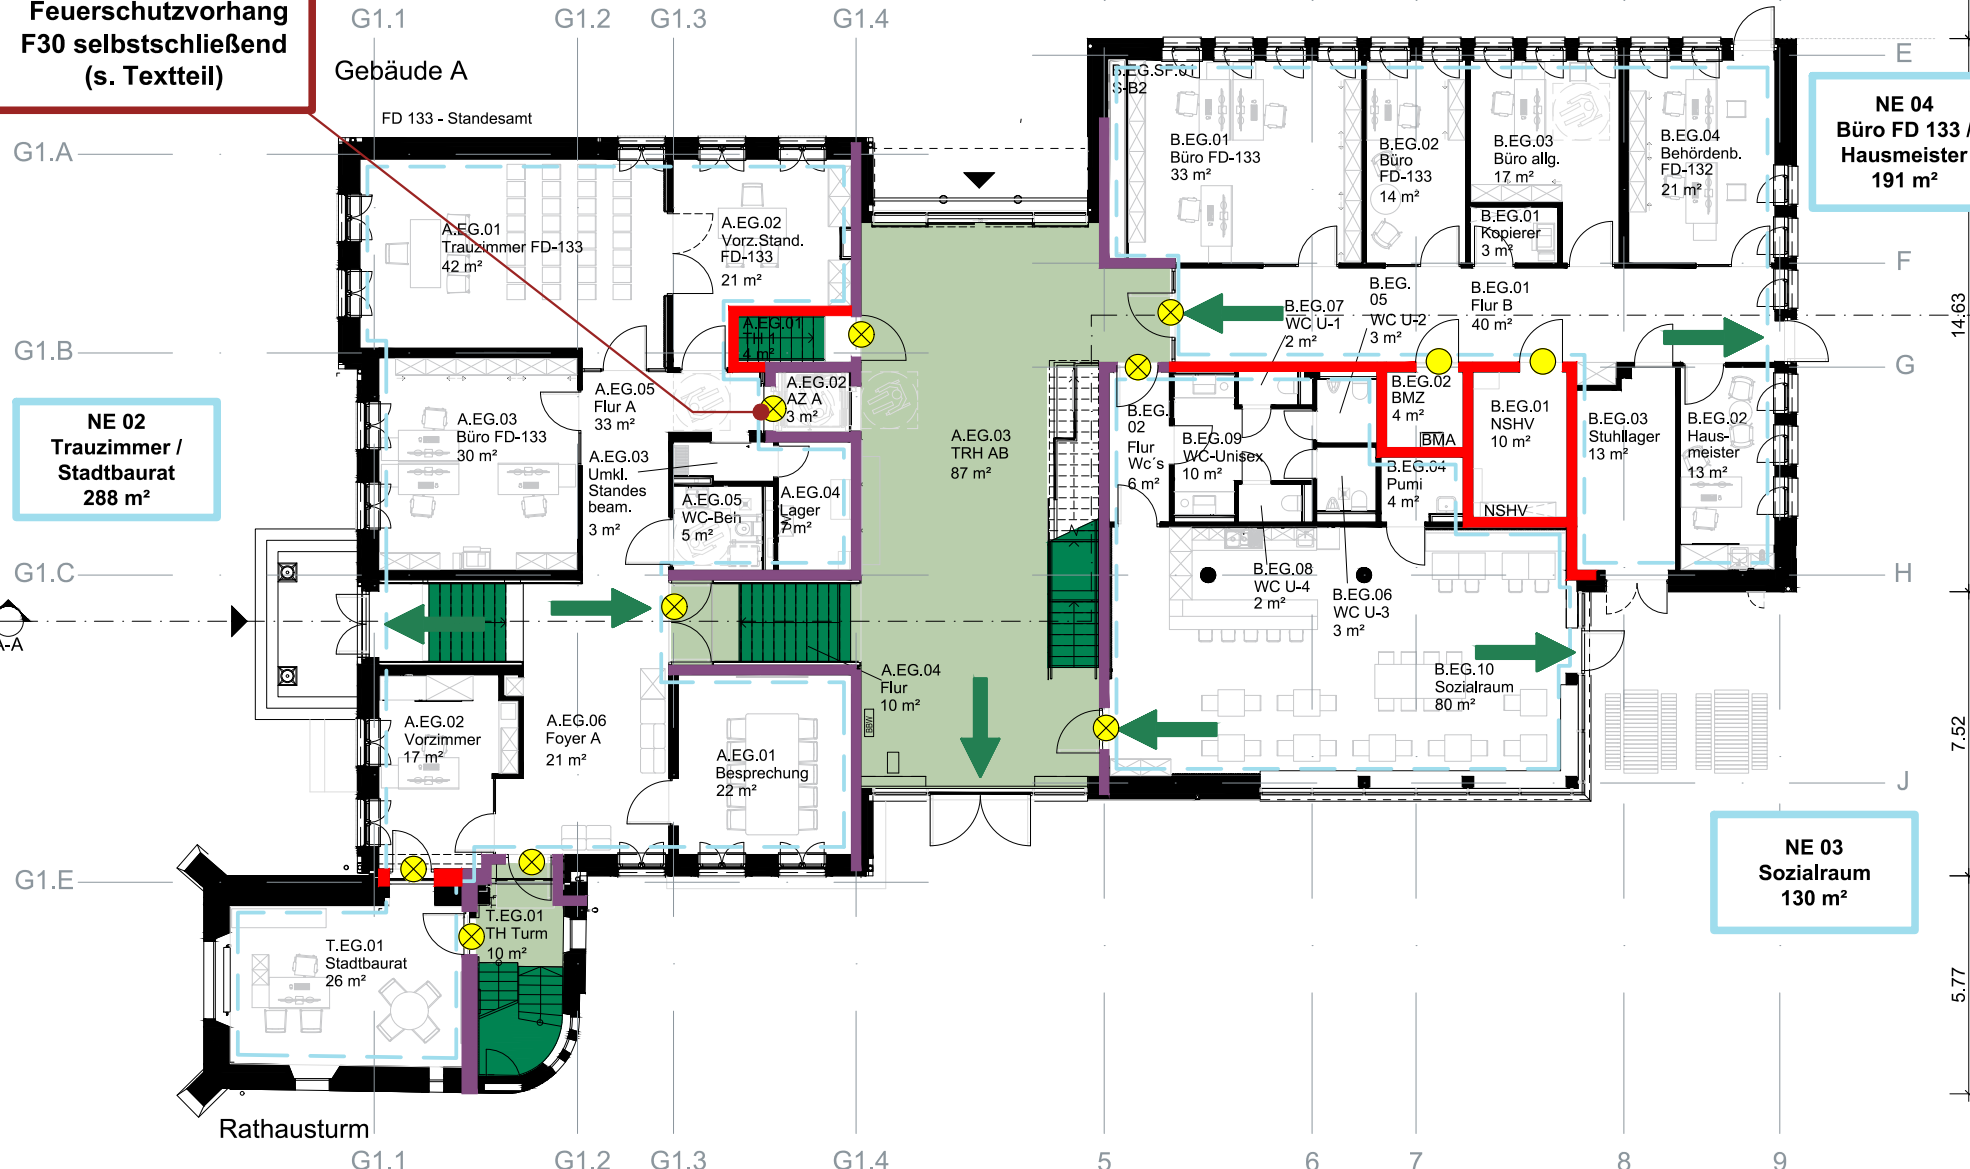 Feuerschutzvorhang
F30 selbstschließend
(s. Textteil)
G1.1
G1.2
G1.3
G1.4
Gebäude A
FD 133 - Standesamt
E
NE 04
Büro FD 133 /
Hausmeister
191 m²
G1.A
B.EG.SF.01
S-B2
B.EG.01
Büro FD-133
33 m²
B.EG.02
Büro
FD-133
14 m²
B.EG.03
Büro allg.
17 m²
B.EG.04
Behördenb.
FD-132
21 m²
A.EG.01
Trauzimmer FD-133
42 m²
A.EG.02
Vorz.Stand.
FD-133
21 m²
B.EG.01
Kopierer
3 m²
F
B.EG.07
WC U-1
2 m²
B.EG.
05
WC U-2
3 m²
B.EG.01
Flur B
40 m²
14.63
A.EG.01
TH 1
4 m²
G1.B
G
NE 02
Trauzimmer /
Stadtbaurat
288 m²
A.EG.03
Büro FD-133
30 m²
A.EG.05
Flur A
33 m²
A.EG.02
AZ A
3 m²
A.EG.03
Umkl.
Standes
beam.
3 m²
A.EG.05
WC-Beh
5 m²
A.EG.04
Lager
7 m²
A.EG.03
TRH AB
87 m²
B.EG.
02
Flur
Wc's
6 m²
B.EG.09
WC-Unisex
10 m²
B.EG.02
BMZ
4 m²
BMA
B.EG.04
Pumi
4 m²
B.EG.01
NSHV
10 m²
NSHV
B.EG.03
Stuhllager
13 m²
B.EG.02
Haus-
meister
13 m²
G1.C
H
B.EG.08
WC U-4
2 m²
B.EG.06
WC U-3
3 m²
A-A
A.EG.04
Flur
10 m²
BBW
B.EG.10
Sozialraum
80 m²
A.EG.02
Vorzimmer
17 m²
A.EG.06
Foyer A
21 m²
A.EG.01
Besprechung
22 m²
7.52
J
G1.E
NE 03
Sozialraum
130 m²
T.EG.01
Stadtbaurat
26 m²
T.EG.01
TH Turm
10 m²
5.77
Rathausturm
G1.1
G1.2
G1.3
G1.4
5
6
7
8
9